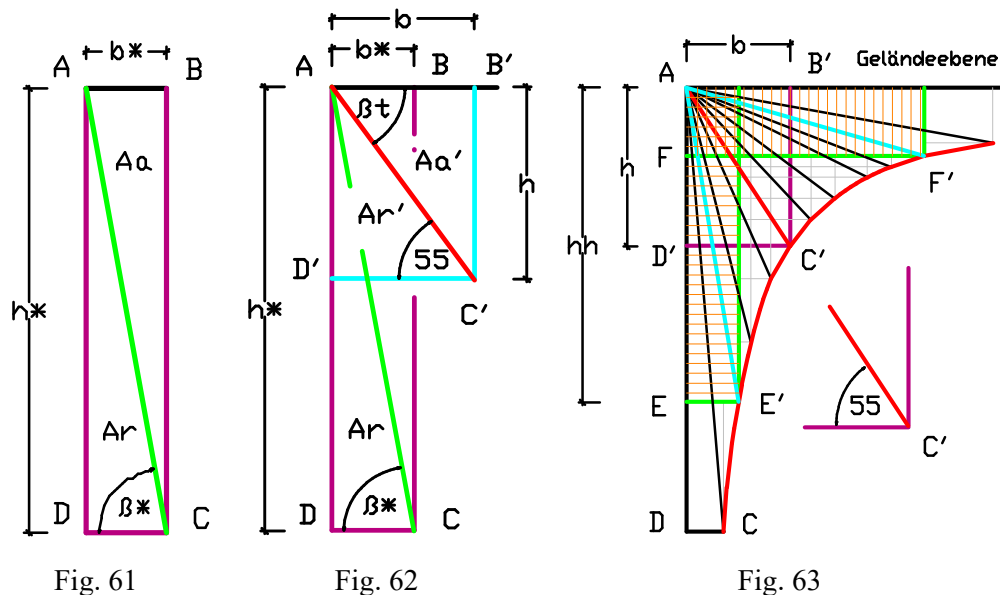 b*
A
B
Aa
h*
Ar
ß*
D
C
Fig. 61
b
b*
A
B
B'
ßt
Aa'
h
Ar'
D'
55
C'
h*
Ar
ß*
D
C
Fig. 62
b
A
B'
Geländeebene
F
F'
h
hh
D'
C'
E
E'
55
C'
D
C
Fig. 63